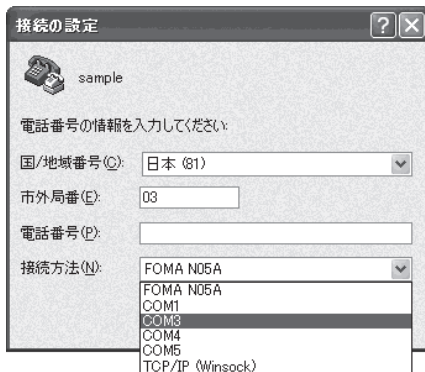 接続の設定
sample
電話番号の情報を入力してください:
国/地域番号(C): 日本 (81)
市外局番(E): 03
電話番号(P):
接続方法(N): FOMA N05A
FOMA N05A
COM1
COM3
COM4
COM5
TCP/IP (Winsock)